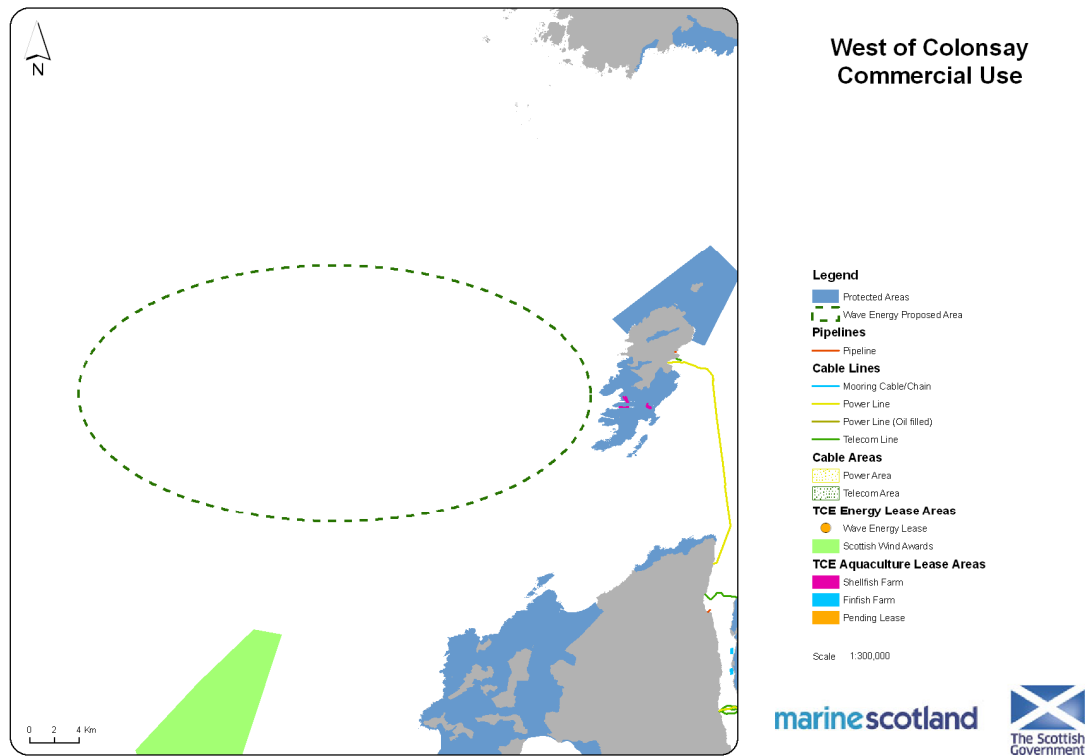 N
West of Colonsay
Commercial Use
Legend
Protected Areas
Wave Energy Proposed Area
Pipelines
Pipeline
Cable Lines
Mooring Cable/Chain
Power Line
Power Line (Oil filled)
Telecom Line
Cable Areas
Power Area
Telecom Area
TCE Energy Lease Areas
Wave Energy Lease
Scottish Wind Awards
TCE Aquaculture Lease Areas
Shellfish Farm
Finfish Farm
Pending Lease
Scale 1:300,000
0 2 4 Km
marinescotland
The Scottish
Government